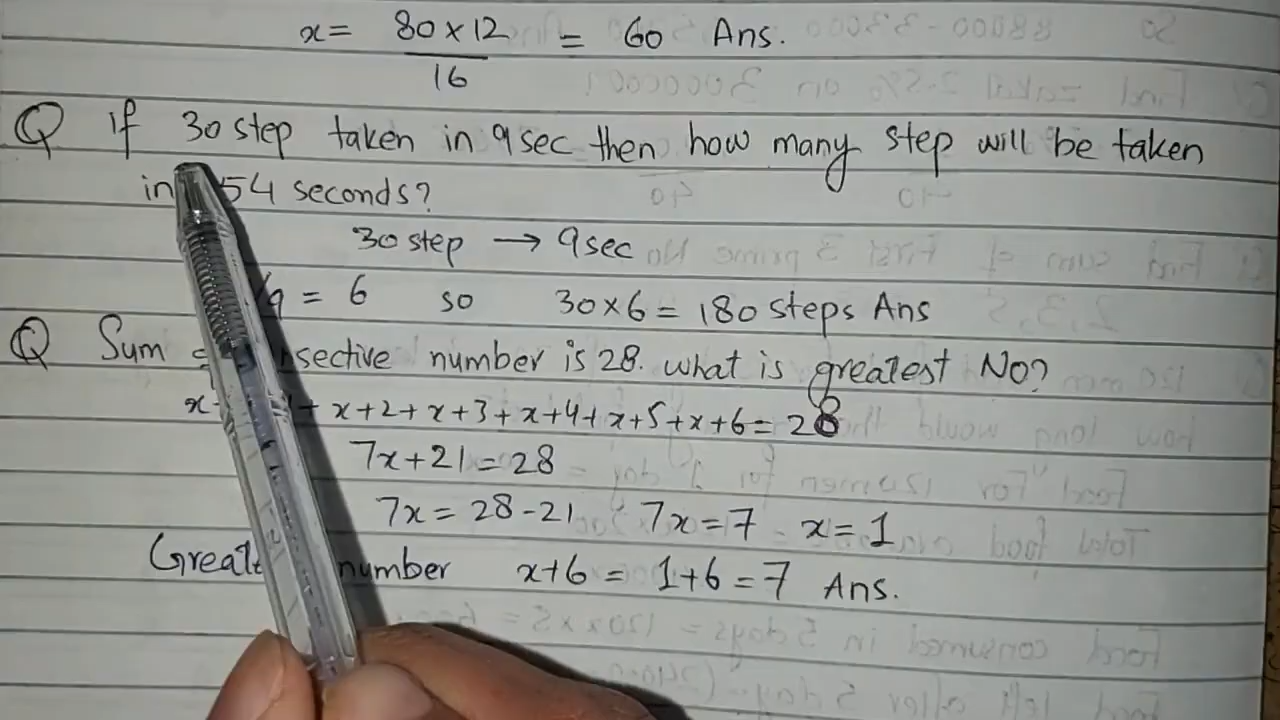 x = 80 × 12 / 16 = 60 Ans.
Q If 30 step taken in 9 sec then how many step will be taken
in 54 seconds?
30 step → 9 sec
/9 = 6 so 30 × 6 = 180 steps Ans
Q Sum number is 28. What is greatest No?
x + x + 2 + x + 3 + x + 4 + x + 5 + x + 6 = 28
7x + 21 = 28
7x = 28 - 21 7x = 7 x = 1
number x + 6 = 1 + 6 = 7 Ans.